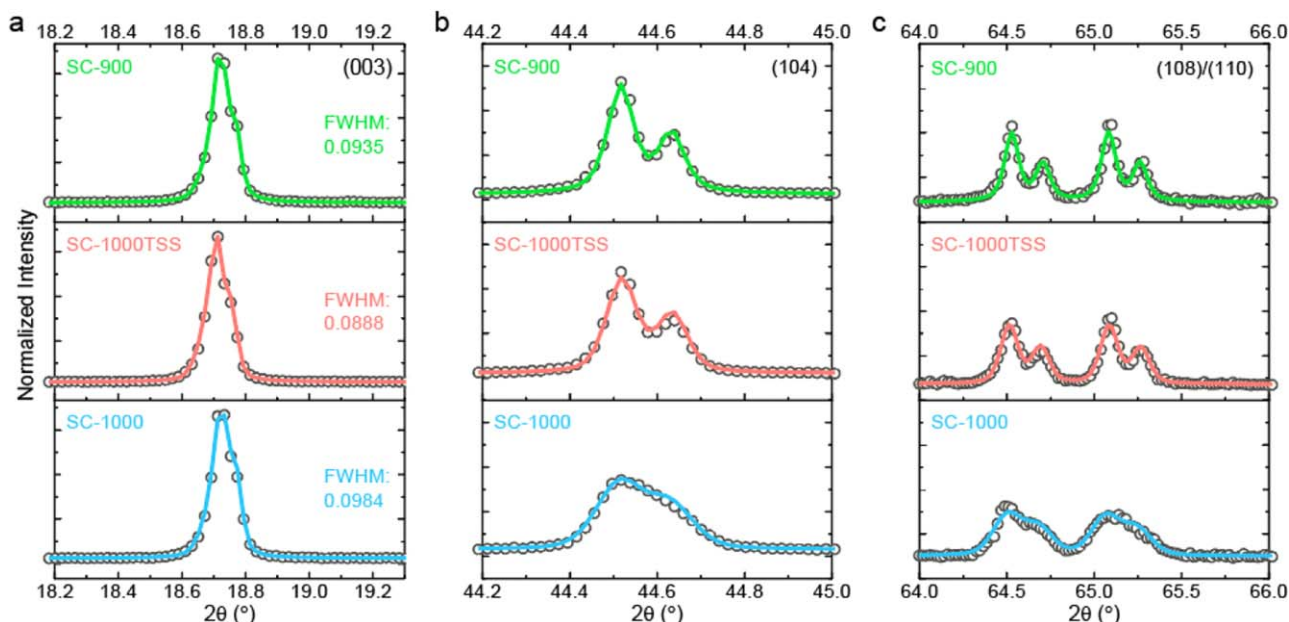 a
18.2 18.4 18.6 18.8 19.0 19.2
SC-900
(003)
FWHM:
0.0935
SC-1000TSS
FWHM:
0.0888
SC-1000
FWHM:
0.0984
18.2 18.4 18.6 18.8 19.0 19.2
2θ (°)
Normalized Intensity
b
44.2 44.4 44.6 44.8 45.0
SC-900
(104)
SC-1000TSS
SC-1000
44.2 44.4 44.6 44.8 45.0
2θ (°)
c
64.0 64.5 65.0 65.5 66.0
SC-900
(108)/(110)
SC-1000TSS
SC-1000
64.0 64.5 65.0 65.5 66.0
2θ (°)